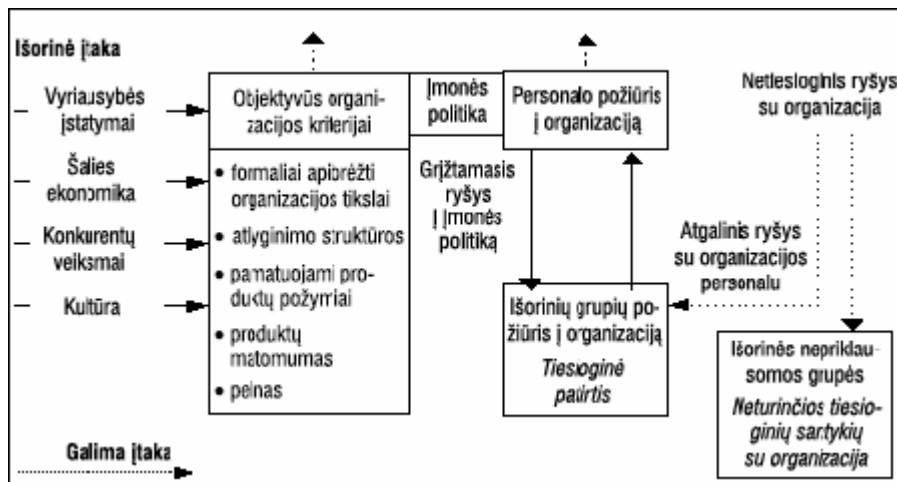 Išorinė įtaka
Vyriausybės
įstatymai
Šalies
ekonomika
Konkurentų
veiksmai
Kultūra
Galima įtaka
Objektyvūs organi-
zacijos kriterijai
• formaliai apibrėžti
organizacijos tikslai
• atlyginimo struktūros
• pamatuojami pro-
duktų požymiai
• produktų
matomumas
• pelnas
Įmonės
politika
Grįžtamasis
ryšys
Į įmonės
politiką
Personalo požiūris
į organizaciją
Išorinių grupių po-
žiūris į organizaciją
Tiesioginė
patirtis
Netiesioginis ryšys
su organizacija
Atgalinis ryšys
su organizacijos
personalu
Išorinės nepriklau-
somos grupės
Neturinčios tiesio-
ginių santykių
su organizacija